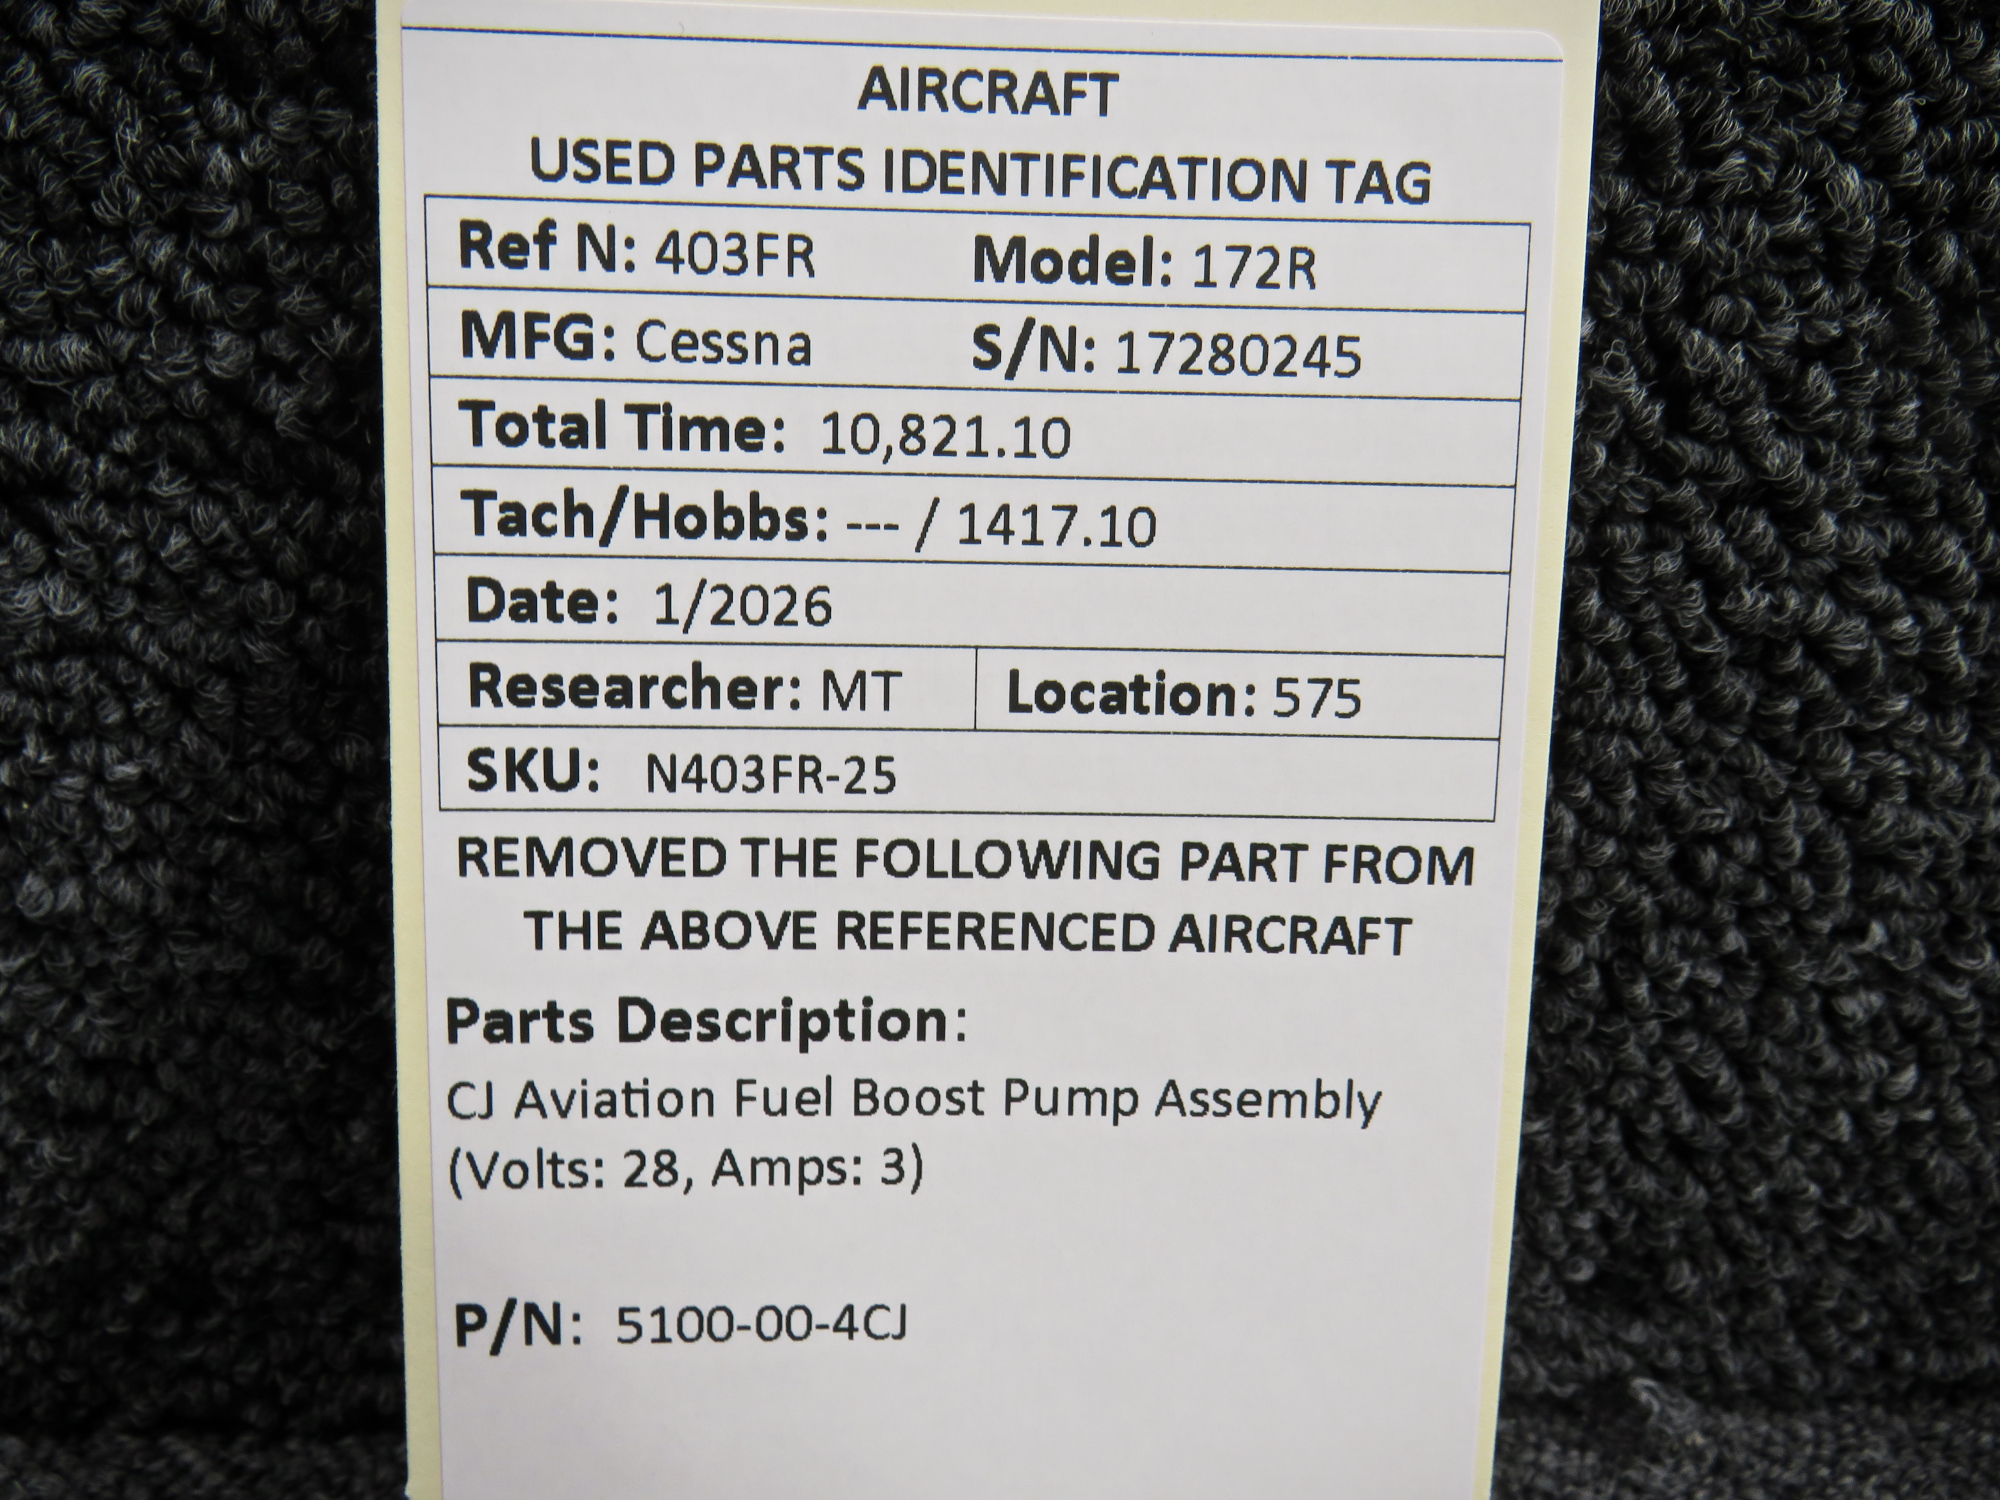 AIRCRAFT
USED PARTS IDENTIFICATION TAG
Ref N: 403FR Model: 172R
MFG: Cessna S/N: 17280245
Total Time: 10,821.10
Tach/Hobbs: --- / 1417.10
Date: 1/2026
Researcher: MT Location: 575
SKU: N403FR-25
REMOVED THE FOLLOWING PART FROM
THE ABOVE REFERENCED AIRCRAFT
Parts Description:
CJ Aviation Fuel Boost Pump Assembly
(Volts: 28, Amps: 3)
P/N: 5100-00-4CJ